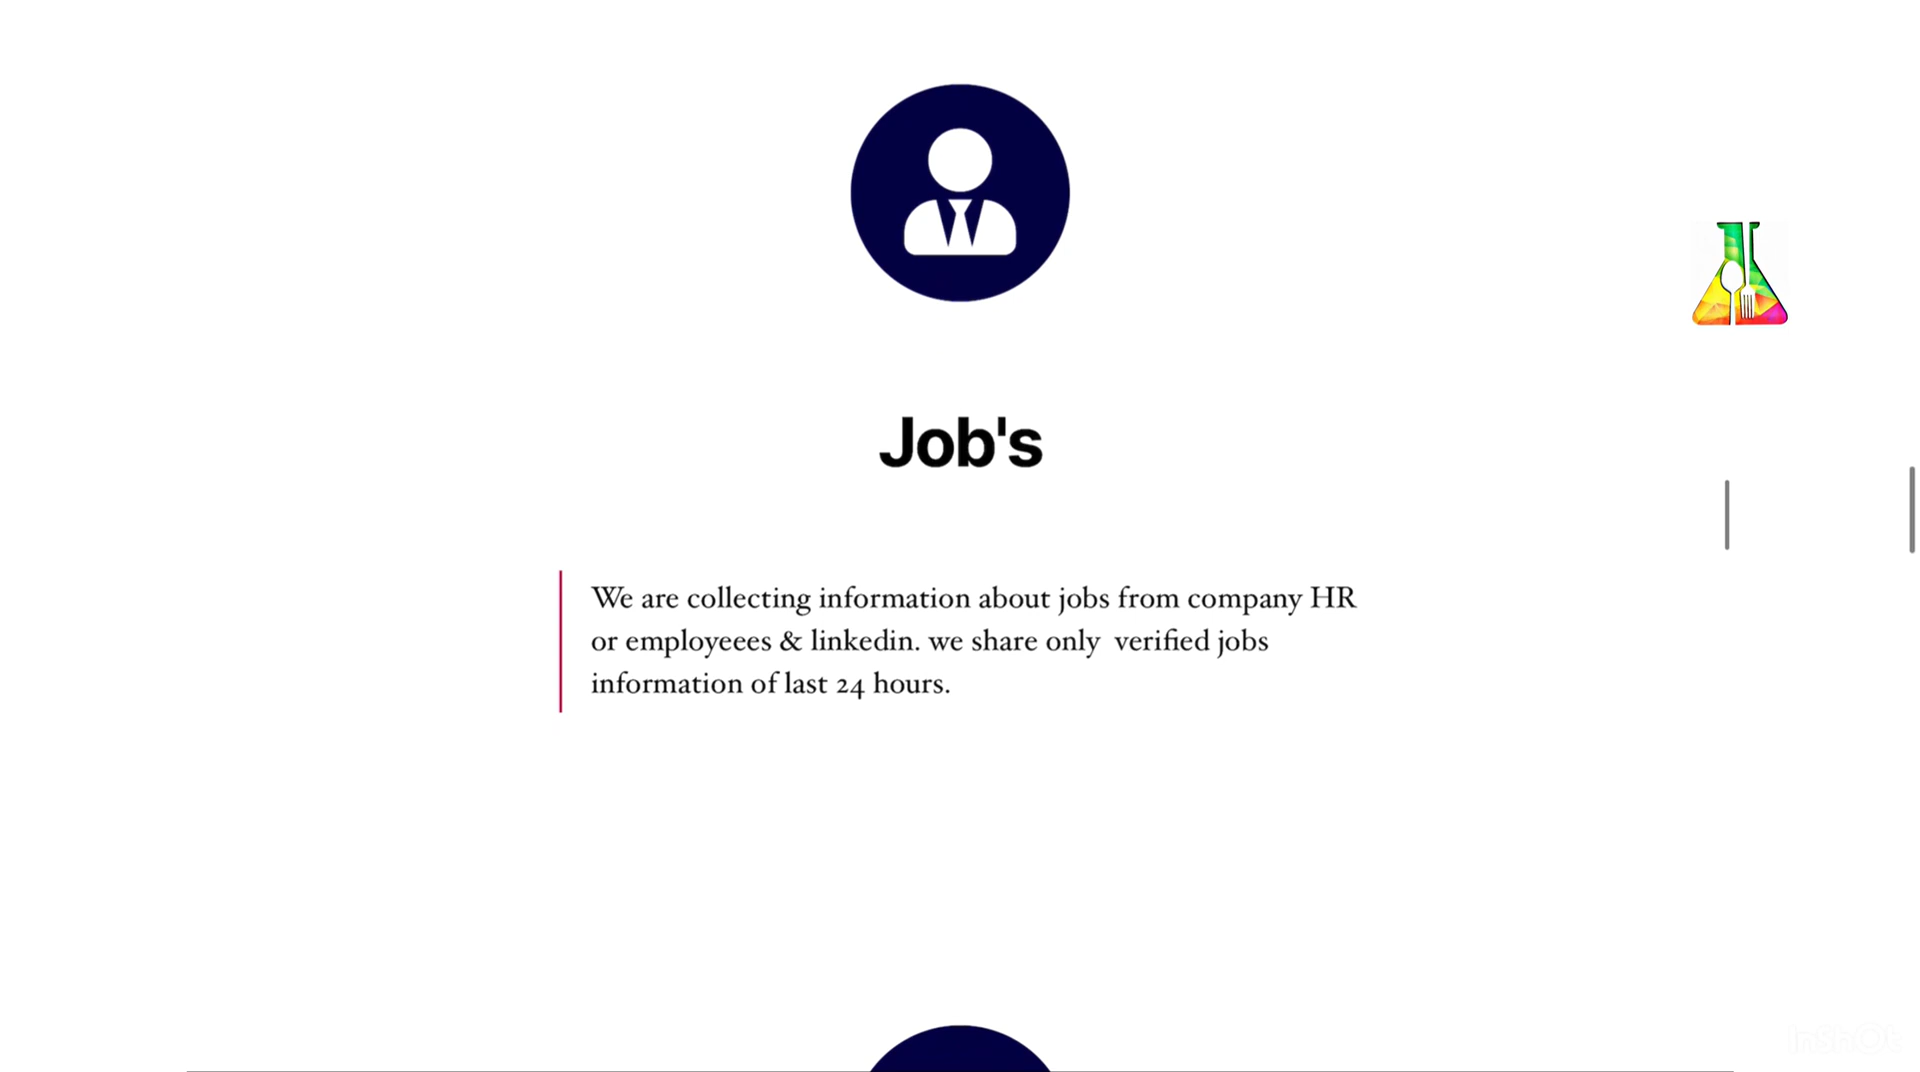 Job's
We are collecting information about jobs from company HR
or employeees & linkedin. we share only  verified jobs
information of last 24 hours.
InShOt